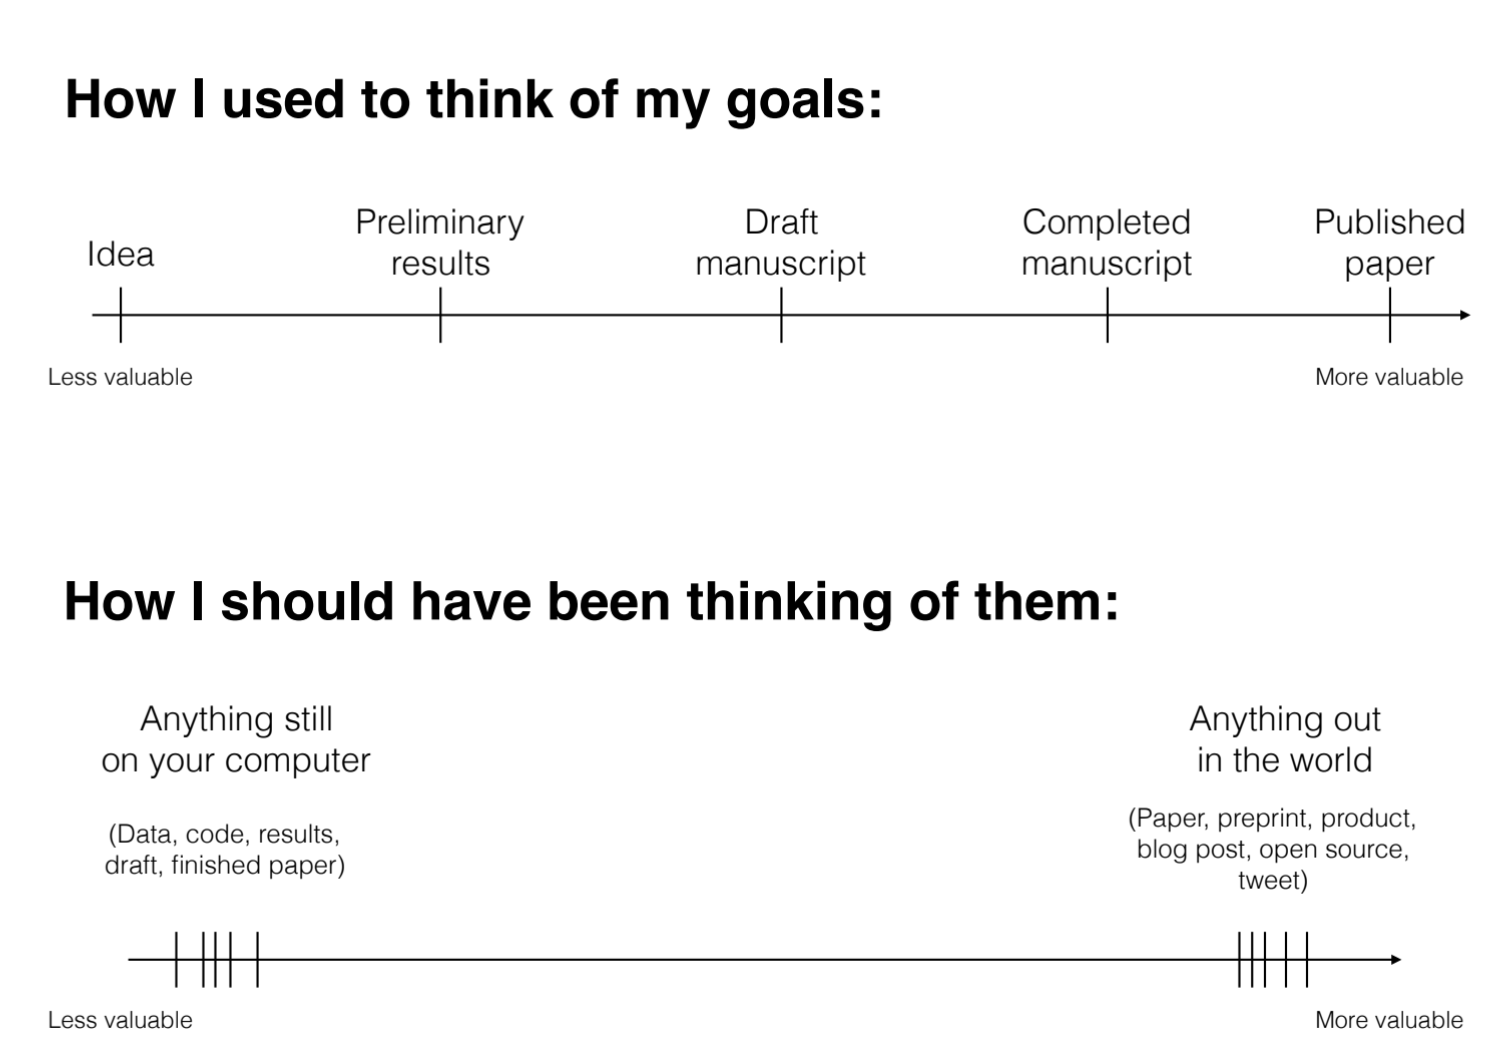 How I used to think of my goals:
Idea
Preliminary
results
Draft
manuscript
Completed
manuscript
Published
paper
Less valuable
More valuable
How I should have been thinking of them:
Anything still
on your computer
(Data, code, results,
draft, finished paper)
Anything out
in the world
(Paper, preprint, product,
blog post, open source,
tweet)
Less valuable
More valuable